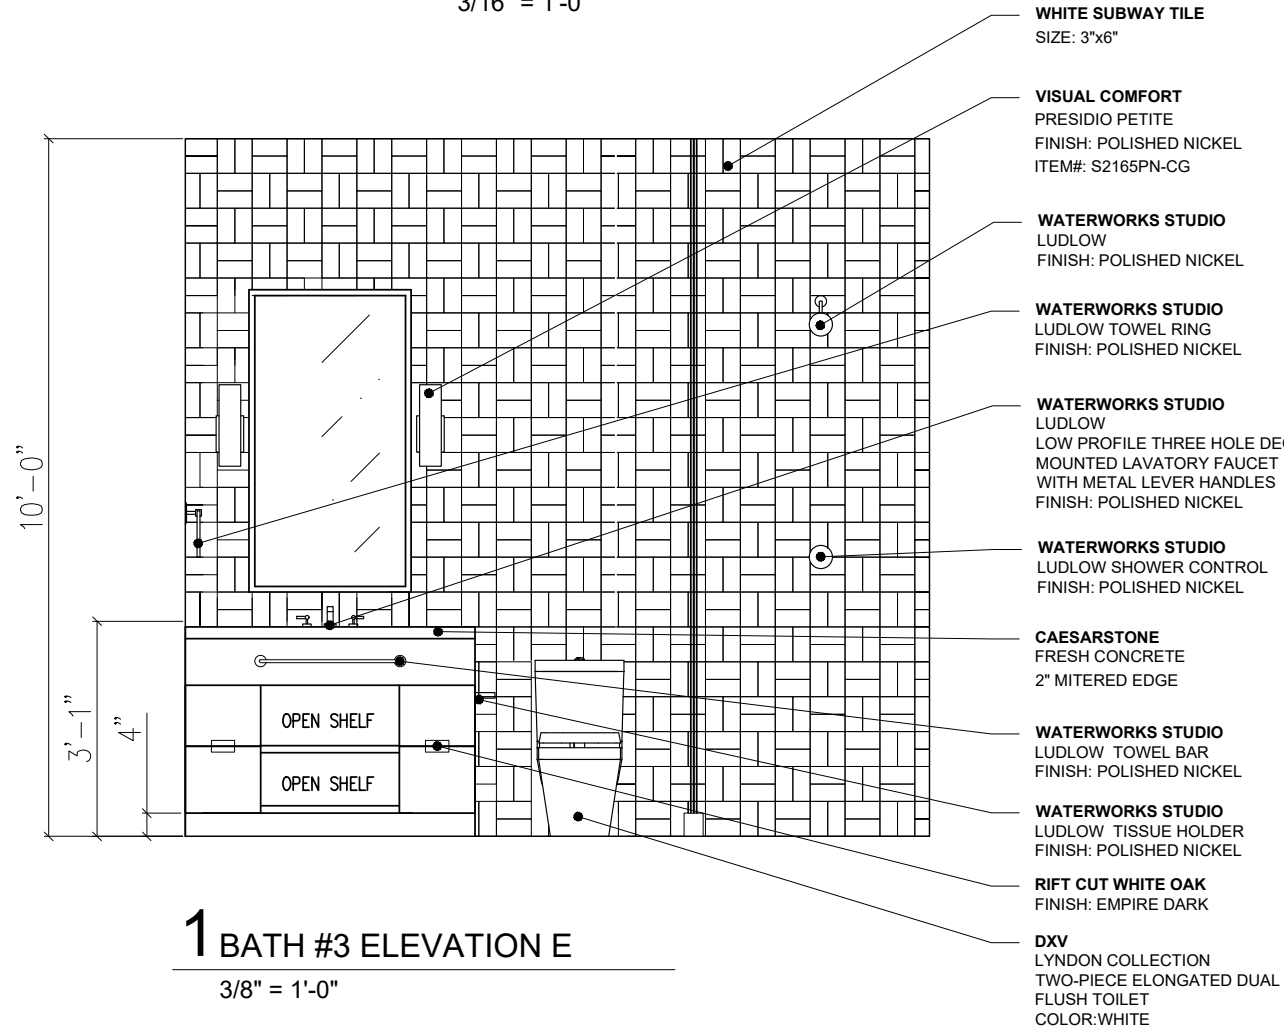 3/16" = 1'-0"
WHITE SUBWAY TILE
SIZE: 3"x6"
VISUAL COMFORT
PRESIDIO PETITE
FINISH: POLISHED NICKEL
ITEM#: S2165PN-CG
WATERWORKS STUDIO
LUDLOW
FINISH: POLISHED NICKEL
WATERWORKS STUDIO
LUDLOW TOWEL RING
FINISH: POLISHED NICKEL
WATERWORKS STUDIO
LUDLOW
LOW PROFILE THREE HOLE
MOUNTED LAVATORY FAUCET
WITH METAL LEVER HANDLES
FINISH: POLISHED NICKEL
WATERWORKS STUDIO
LUDLOW SHOWER CONTROL
FINISH: POLISHED NICKEL
CAESARSTONE
FRESH CONCRETE
2" MITERED EDGE
WATERWORKS STUDIO
LUDLOW TOWEL BAR
FINISH: POLISHED NICKEL
WATERWORKS STUDIO
LUDLOW TISSUE HOLDER
FINISH: POLISHED NICKEL
RIFT CUT WHITE OAK
FINISH: EMPIRE DARK
DXV
LYNDON COLLECTION
TWO-PIECE ELONGATED DUAL
FLUSH TOILET
COLOR:WHITE
10'-0"
3'-1"
4"
OPEN SHELF
OPEN SHELF
1 BATH #3 ELEVATION E
3/8" = 1'-0"